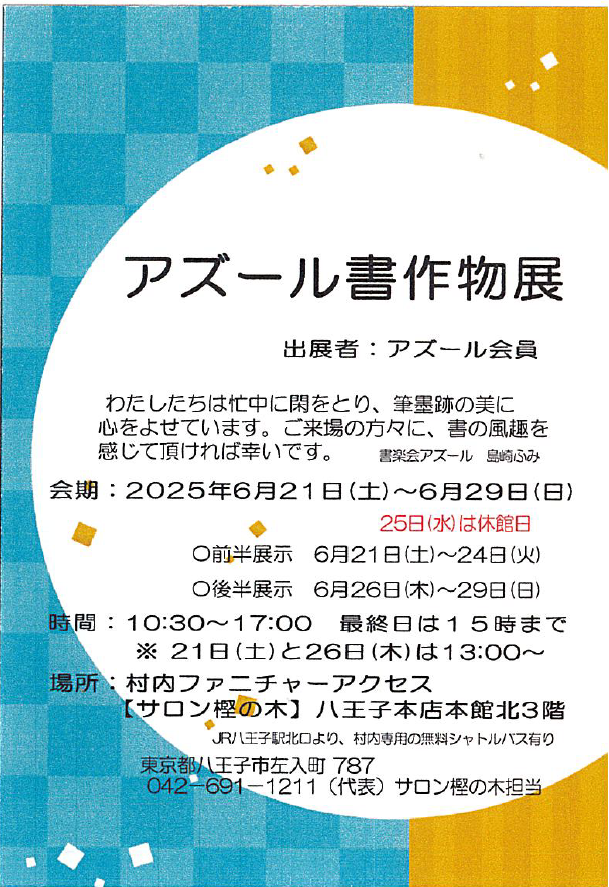 アズール書作物展
出展者：アズール会員
わたしたちは忙中に閑をとり、筆墨跡の美に
心をよせています。ご来場の方々に、書の風趣を
感じて頂ければ幸いです。　書楽会アズール　島崎ふみ
会期：2025年6月21日(土)～6月29日(日)
25日(水)は休館日
〇前半展示　6月21日(土)～24日(火)
〇後半展示　6月26日(木)～29日(日)
時間：10:30～17:00　最終日は１５時まで
※ 21日(土)と26日(木)は13:00～
場所：村内ファニチャーアクセス
【サロン樫の木】八王子本店本館北3階
JR八王子駅北口より、村内専用の無料シャトルバス有り
東京都八王子市左入町 787
042－691－1211（代表）サロン樫の木担当